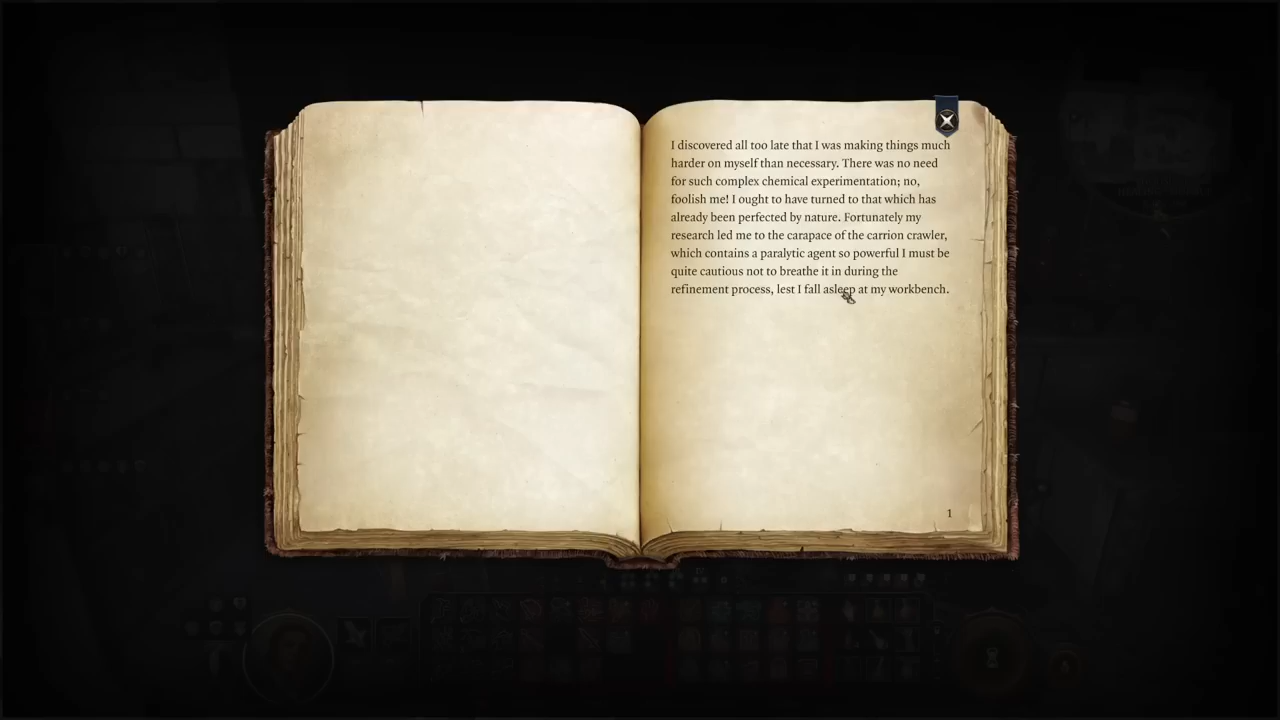 I discovered all too late that I was making things much
harder on myself than necessary. There was no need
for such complex chemical experimentation; no,
foolish me! I ought to have turned to that which has
already been perfected by nature. Fortunately my
research led me to the carapace of the carrion crawler,
which contains a paralytic agent so powerful I must be
quite cautious not to breathe it in during the
refinement process, lest I fall asleep at my workbench.
1